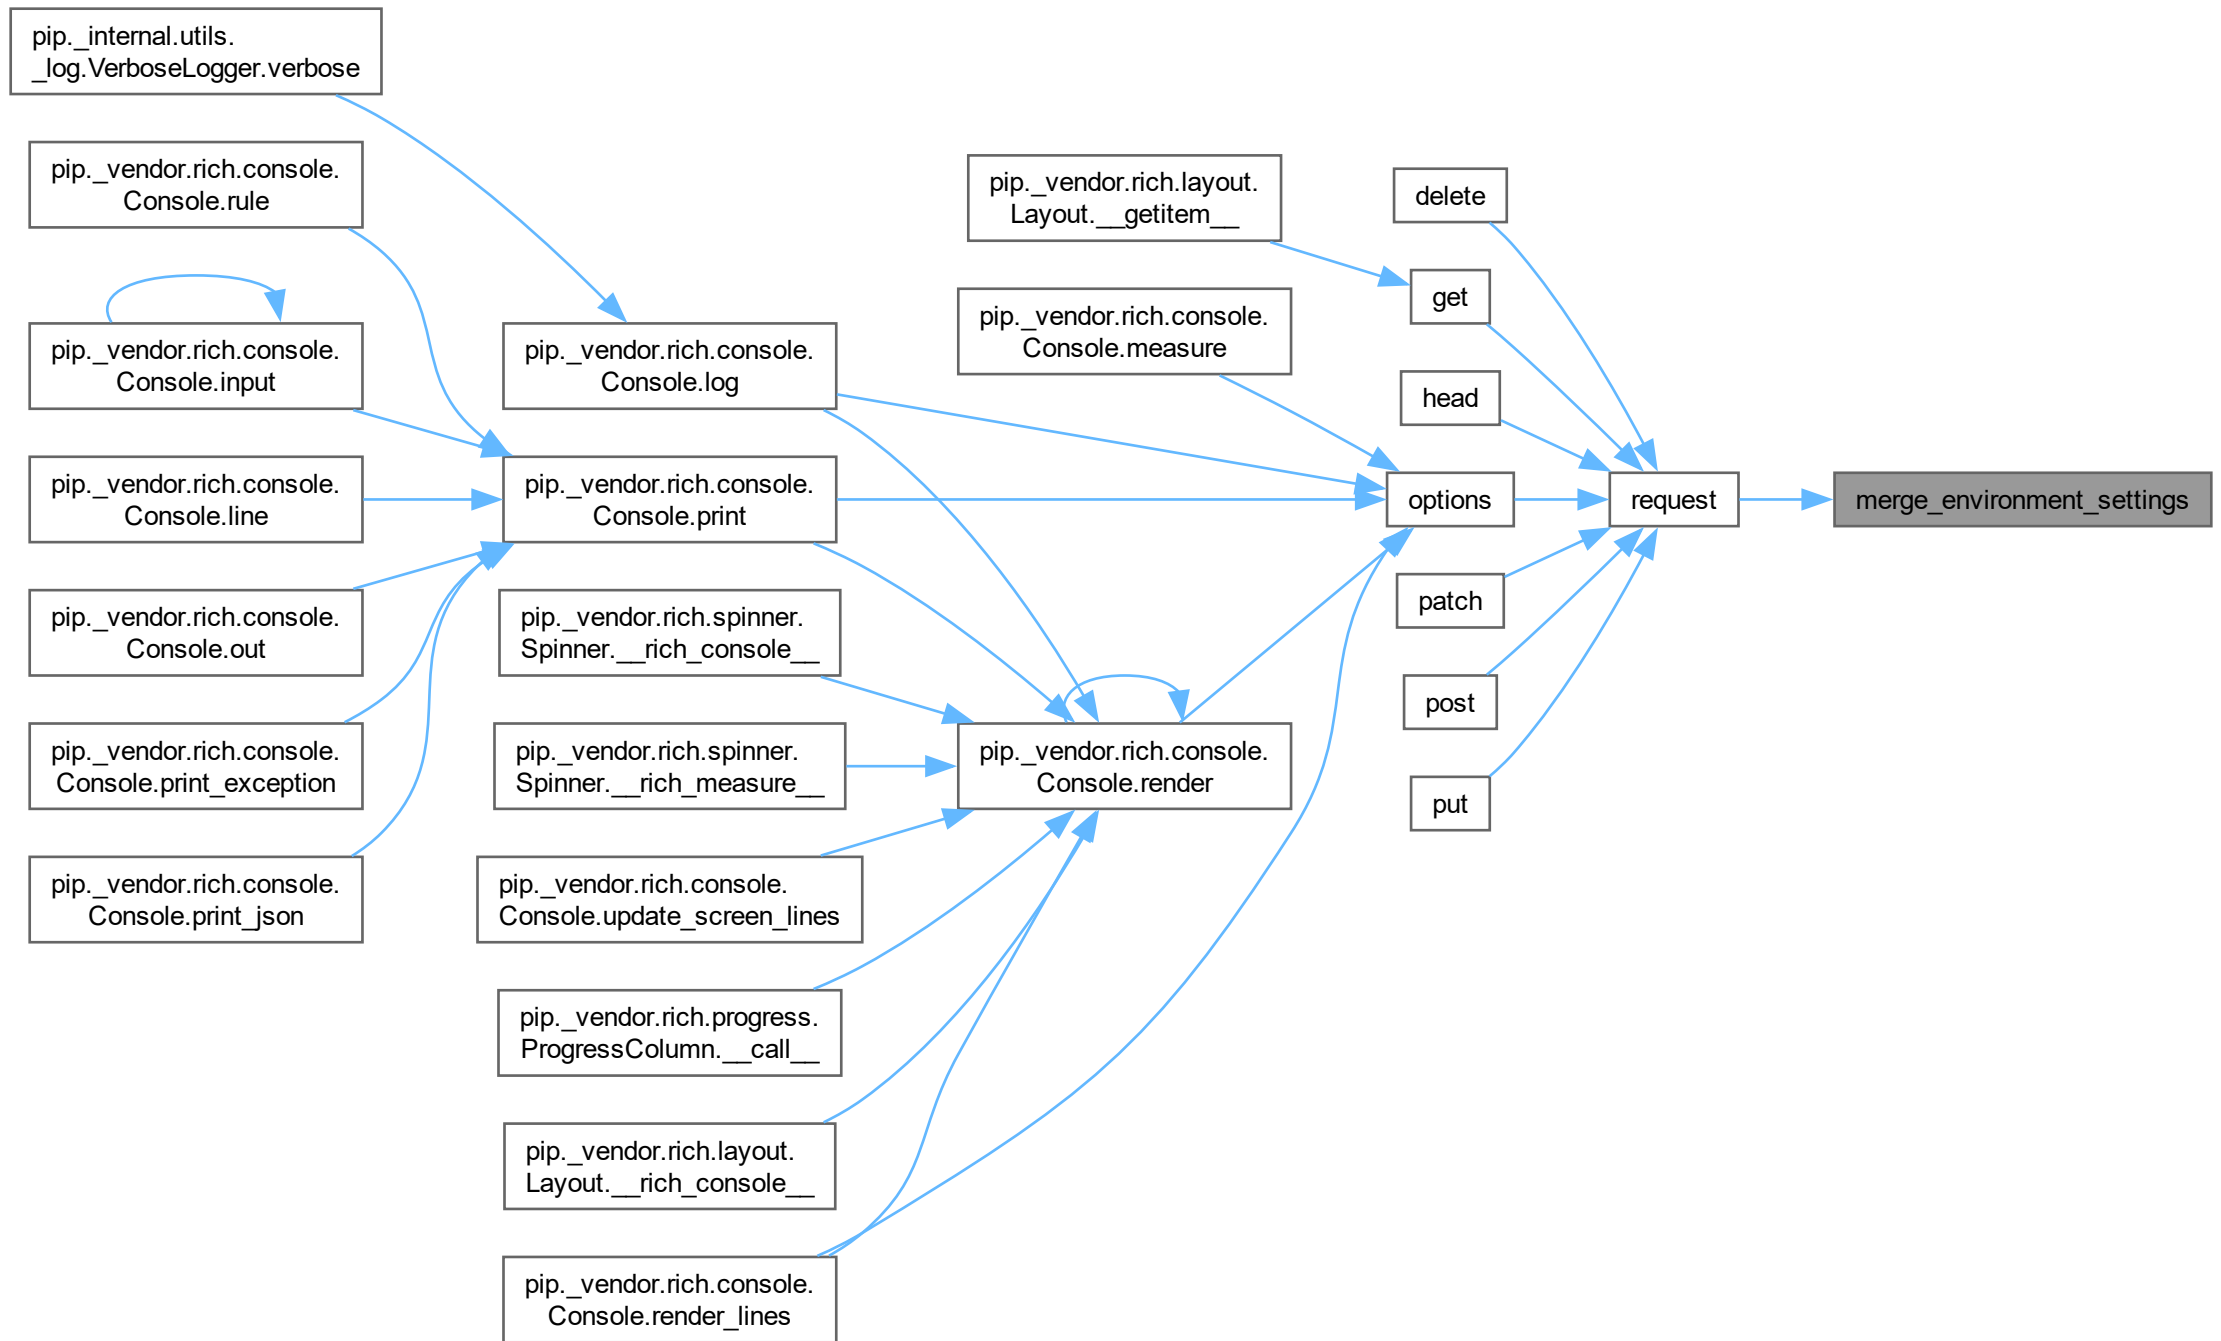 pip._internal.utils.
_log.VerboseLogger.verbose
pip._vendor.rich.console.
Console.rule
pip._vendor.rich.console.
Console.input
pip._vendor.rich.console.
Console.line
pip._vendor.rich.console.
Console.out
pip._vendor.rich.console.
Console.print_exception
pip._vendor.rich.console.
Console.print_json
pip._vendor.rich.console.
Console.log
pip._vendor.rich.console.
Console.print
pip._vendor.rich.spinner.
Spinner.__rich_console__
pip._vendor.rich.spinner.
Spinner.__rich_measure__
pip._vendor.rich.console.
Console.update_screen_lines
pip._vendor.rich.progress.
ProgressColumn.__call__
pip._vendor.rich.layout.
Layout.__rich_console__
pip._vendor.rich.console.
Console.render_lines
pip._vendor.rich.layout.
Layout.__getitem__
pip._vendor.rich.console.
Console.measure
pip._vendor.rich.console.
Console.render
delete
get
head
options
patch
post
put
request
merge_environment_settings